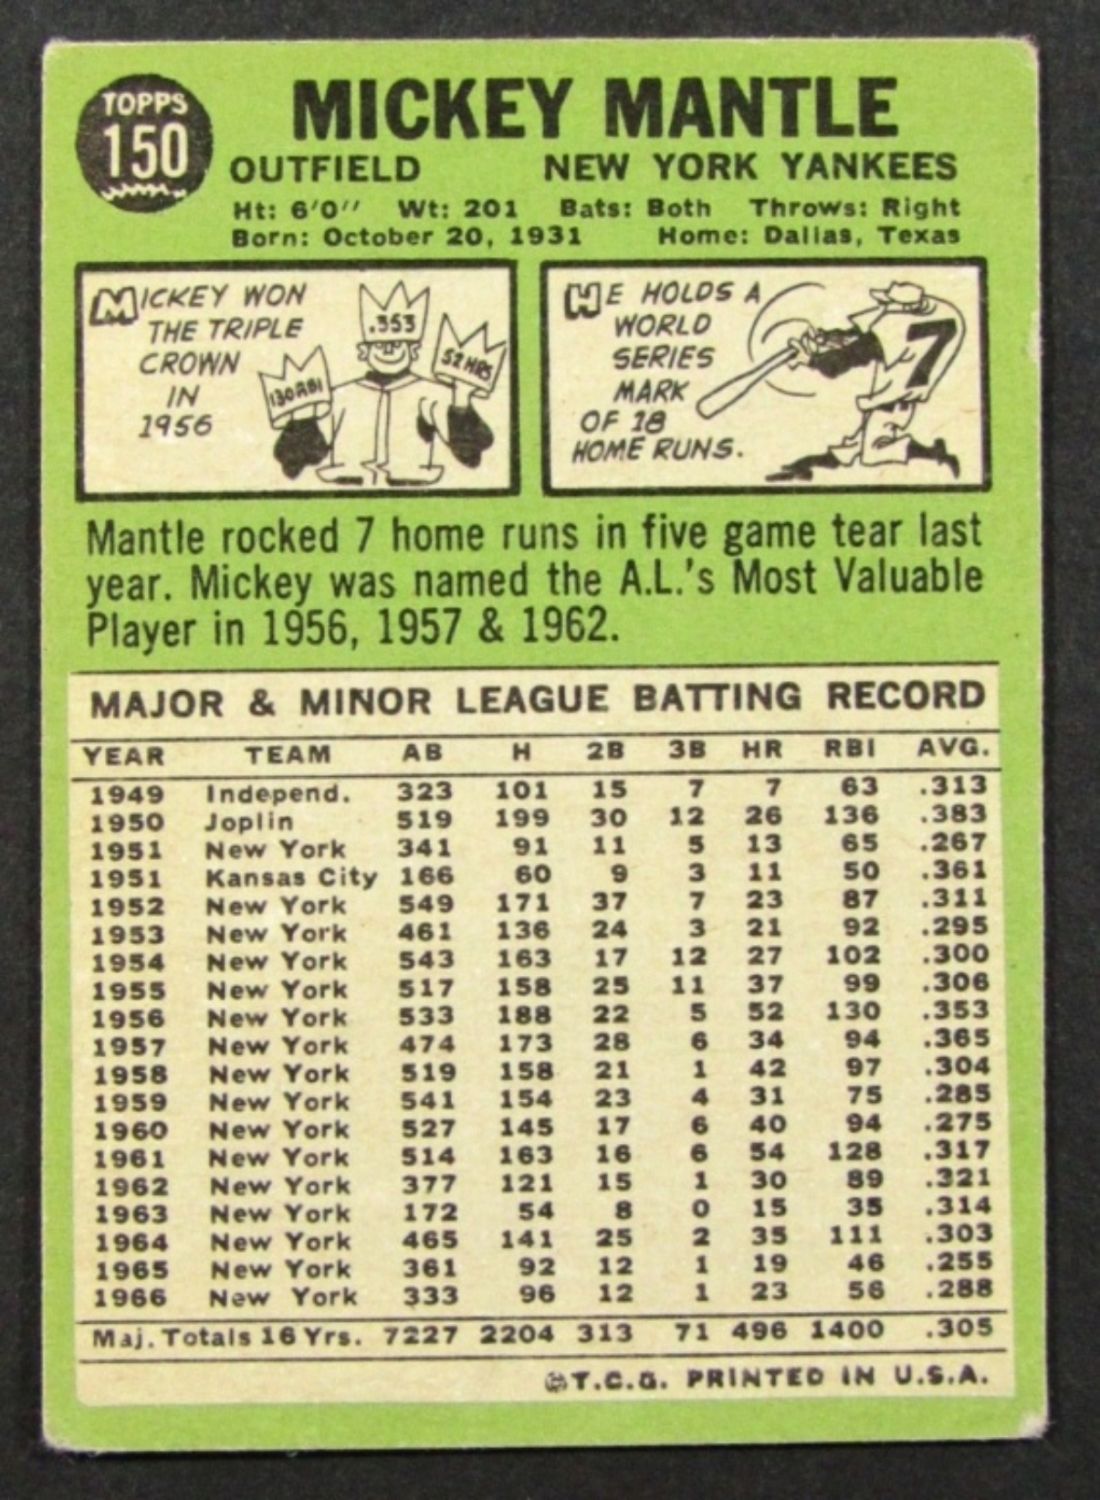 TOPPS
150
MICKEY MANTLE
OUTFIELD NEW YORK YANKEES
Ht: 6'0" Wt: 201 Bats: Both Throws: Right
Born: October 20, 1931 Home: Dallas, Texas
MICKEY WON
THE TRIPLE
CROWN
IN
1956
.353
130 RBI
52 HRS
HE HOLDS A
WORLD
SERIES
MARK
OF 18
HOME RUNS.
7
Mantle rocked 7 home runs in five game tear last
year. Mickey was named the A.L.'s Most Valuable
Player in 1956, 1957 & 1962.
MAJOR & MINOR LEAGUE BATTING RECORD
YEAR TEAM AB H 2B 3B HR RBI AVG.
1949 Independ. 323 101 15 7 7 63 .313
1950 Joplin 519 199 30 12 26 136 .383
1951 New York 341 91 11 5 13 65 .267
1951 Kansas City 166 60 9 3 11 50 .361
1952 New York 549 171 37 7 23 87 .311
1953 New York 461 136 24 3 21 92 .295
1954 New York 543 163 17 12 27 102 .300
1955 New York 517 158 25 11 37 99 .306
1956 New York 533 188 22 5 52 130 .353
1957 New York 474 173 28 6 34 94 .365
1958 New York 519 158 21 1 42 97 .304
1959 New York 541 154 23 4 31 75 .285
1960 New York 527 145 17 6 40 94 .275
1961 New York 514 163 16 6 54 128 .317
1962 New York 377 121 15 1 30 89 .321
1963 New York 172 54 8 0 15 35 .314
1964 New York 465 141 25 2 35 111 .303
1965 New York 361 92 12 1 19 46 .255
1966 New York 333 96 12 1 23 56 .288
Maj. Totals 16 Yrs. 7227 2204 313 71 496 1400 .305
©T.C.G. PRINTED IN U.S.A.